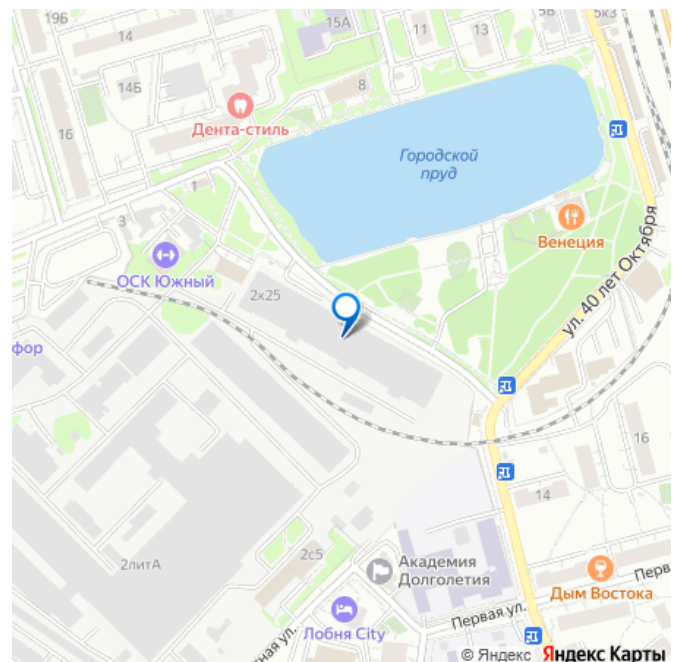 19Б
14
15А
11
13
5Б
5к3
14Б
8
16
Дента-стиль
Городской
пруд
1
3
Венеция
ОСК Южный
2к25
ул. 40 лет Октября
фор
16
14
2литА
2с5
Академия
Долголетия
Дым Востока
Перв
Первая ул.
Лобня City
тная ул.
© Яндекс Яндекс Карты